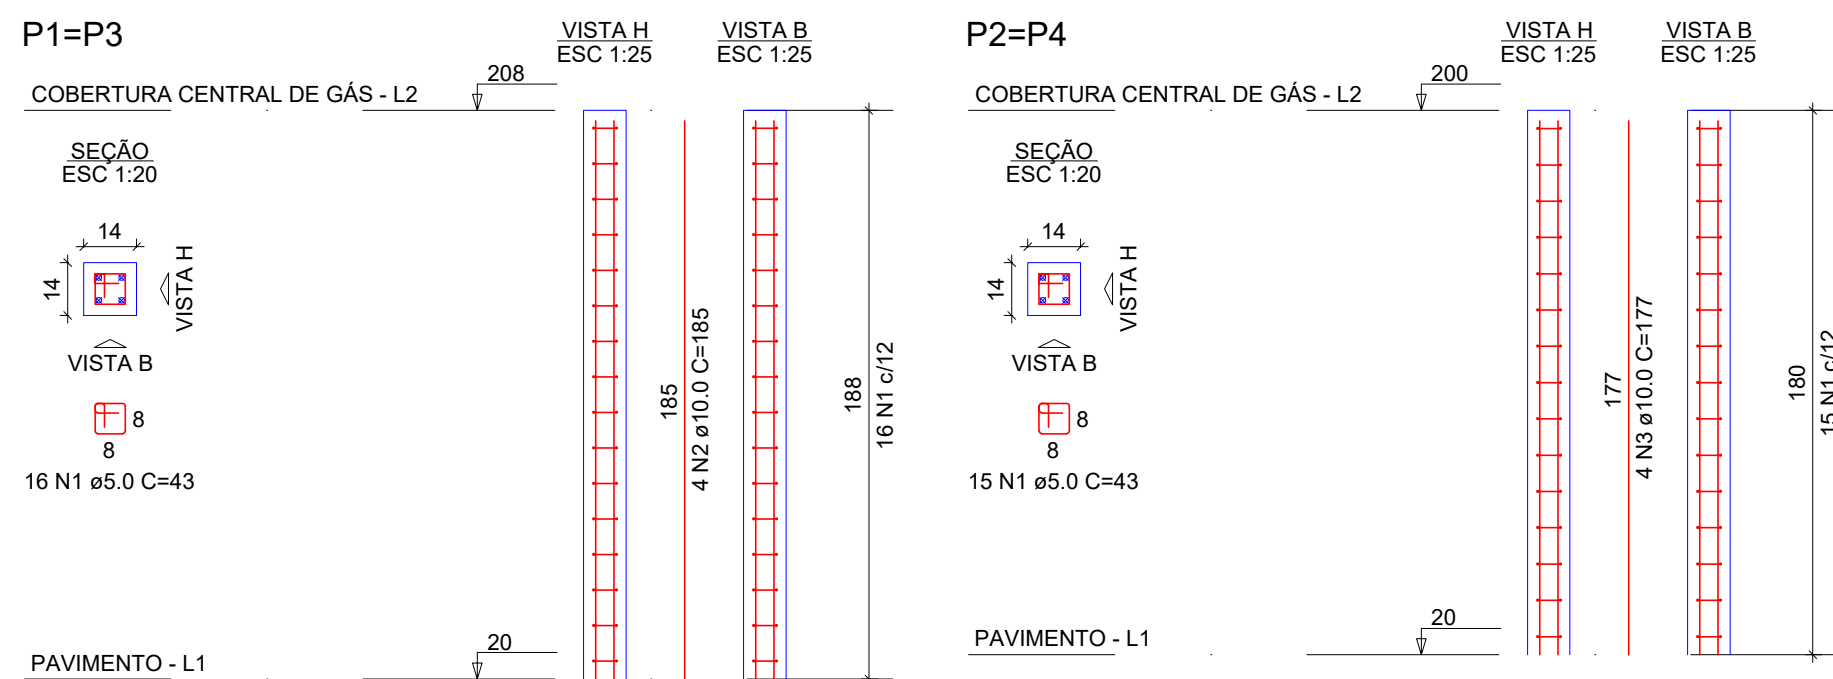 P1=P3
VISTA H
ESC 1:25
VISTA B
ESC 1:25
208
COBERTURA CENTRAL DE GÁS - L2
SEÇÃO
ESC 1:20
14
14
VISTA H
VISTA B
8
8
16 N1 ø5.0 C=43
185
4 N2 ø10.0 C=185
188
16 N1 c/12
20
PAVIMENTO - L1
P2=P4
VISTA H
ESC 1:25
VISTA B
ESC 1:25
200
COBERTURA CENTRAL DE GÁS - L2
SEÇÃO
ESC 1:20
14
14
VISTA H
VISTA B
8
8
15 N1 ø5.0 C=43
177
4 N3 ø10.0 C=177
180
15 N1 c/12
20
PAVIMENTO - L1